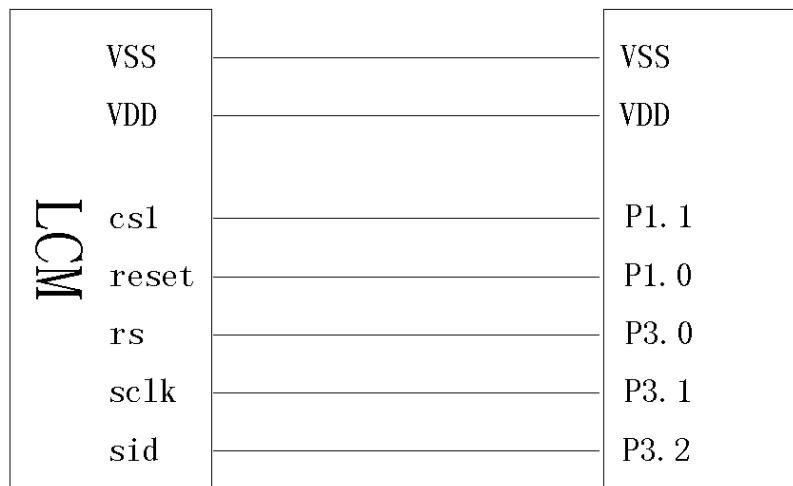 VSS VSS
VDD VDD
LCM
cs1 P1.1
reset P1.0
rs P3.0
sclk P3.1
sid P3.2